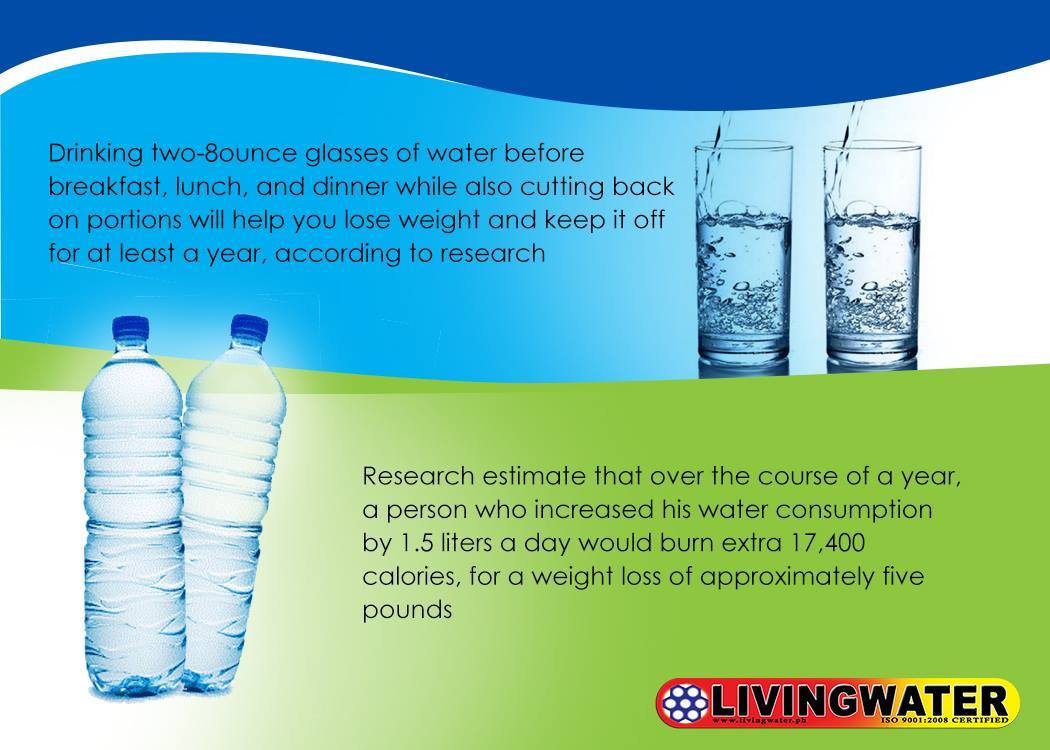 Drinking two-8ounce glasses of water before
breakfast, lunch, and dinner while also cutting back
on portions will help you lose weight and keep it off
for at least a year, according to research
Research estimate that over the course of a year,
a person who increased his water consumption
by 1.5 liters a day would burn extra 17,400
calories, for a weight loss of approximately five
pounds
LIVINGWATER
www.livingwater.ph ISO 9001:2008 CERTIFIED